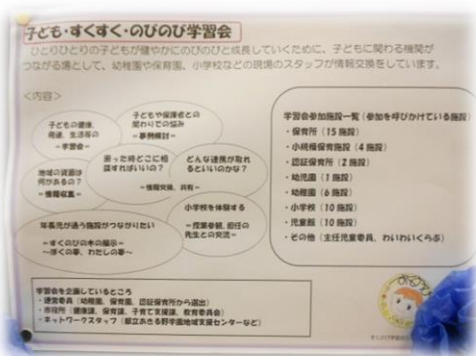 子ども・すくすく・のびのび学習会
ひとりひとりの子どもが健やかにのびのびと成長していくために、子どもに関わる機関が
つながる場として、幼稚園や保育園、小学校などの現場のスタッフが情報交換をしています。
<内容>
子どもの健康、
発達、生活等の
－学習会－
子どもや保護者との
関わりでの悩み
－事例検討－
地域の資源は
何があるの？
－情報収集－
困った時どこに相
談すればいいの？
どんな連携が取れ
るといいのかな？
－情報交換、共有－
小学校を体験する
－授業参観、担任の
先生との交流－
年長児が通う施設がつながりたい
－すくのびの木の展示－
～ぼくの夢、わたしの夢～
学習会参加施設一覧（参加を呼びかけている施設）
・保育所（15施設）
・小規模保育施設（4施設）
・認証保育所（2施設）
・幼児園（1施設）
・幼稚園（6施設）
・小学校（10施設）
・児童館（10施設）
・その他（主任児童委員、わいわいくらぶ）
学習会を企画しているところ
・運営委員（幼稚園、保育園、認証保育所から選出）
・市役所（健康課、保育課、子育て支援課、教育委員会）
・ネットワークスタッフ（都立あきる野学園地域支援センターなど）